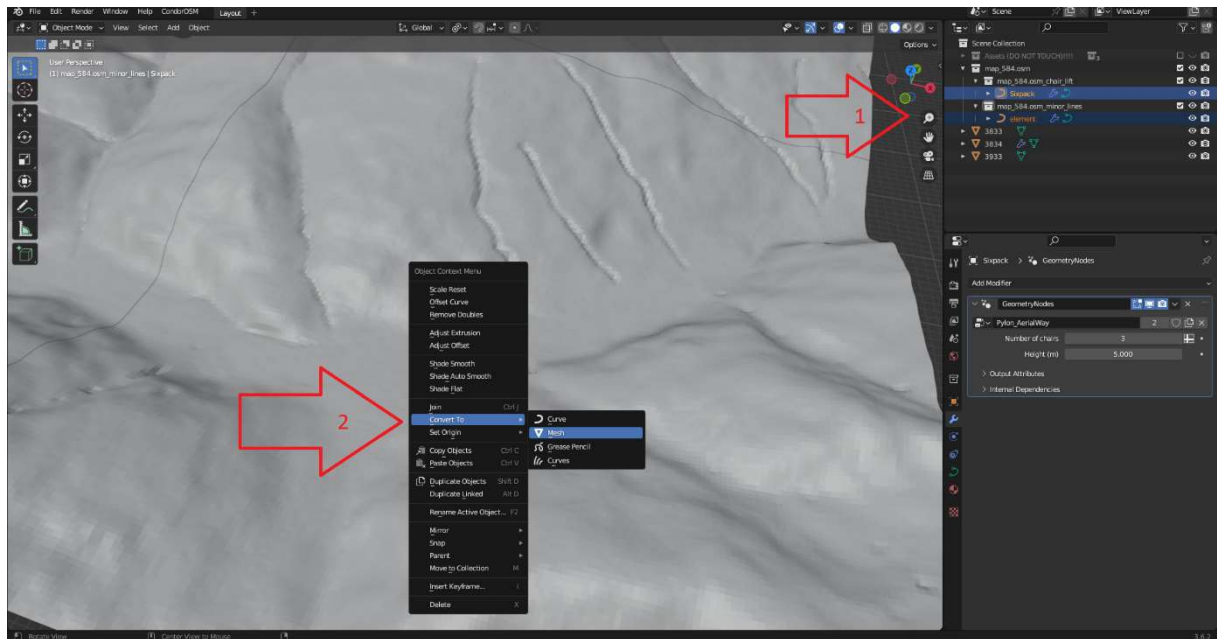 File Edit Render Window Help CondorOSM Layout +
Scene ViewLayer
Object Mode View Select Add Object
Global
Options
User Perspective
(1) map_584.osm_minor_lines | Sixpack
1
2
Object Context Menu
Scale Reset
Offset Curve
Remove Doubles
Adjust Extrusion
Adjust Offset
Shade Smooth
Shade Auto Smooth
Shade Flat
Join Ctrl J
Convert To
Set Origin
Copy Objects Ctrl C
Paste Objects Ctrl V
Duplicate Objects Shift D
Duplicate Linked Alt D
Rename Active Object... F2
Mirror
Snap
Parent
Move to Collection M
Insert Keyframe... I
Delete X
Curve
Mesh
Grease Pencil
Curves
Scene Collection
Assets (DO NOT TOUCH)!!!!
map_584.osm
map_584.osm_chair_lift
Sixpack
map_584.osm_minor_lines
element
3833
3834
3933
Sixpack > GeometryNodes
Add Modifier
GeometryNodes
Pylon_AerialWay 2
Number of chairs 3
Height (m) 5.000
Output Attributes
Internal Dependencies
Rotate View Center View to Mouse
3.6.2